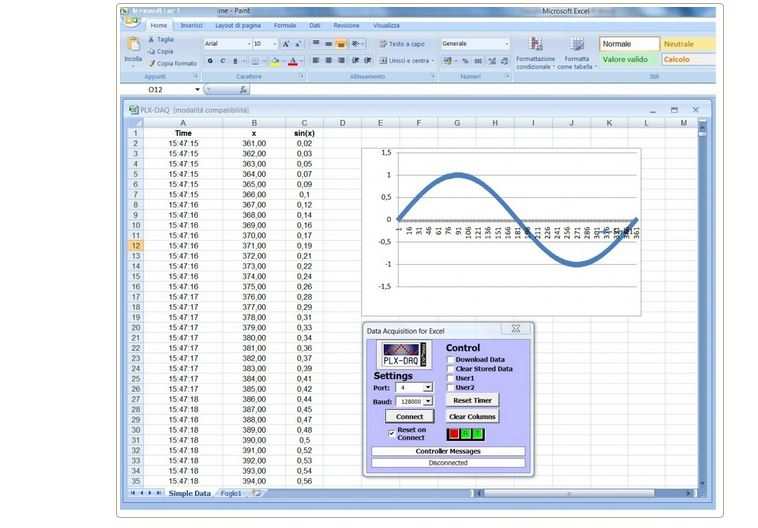 ine - Paint
Microsoft Excel
Home Inserisci Layout di pagina Formule Dati Revisione Visualizza
Incolla
Taglia
Copia
Copia formato
Appunti
Arial 10
G C S
Carattere
Testo a capo
Unisci e centra
Allineamento
Generale
Numeri
Formattazione condizionale
Formatta come tabella
Normale Neutrale
Valore valido Calcolo
Stili
O12
PLX-DAQ [modalità compatibilità]
A B C D E F G H I J K L M
1 Time x sin(x)
2 15:47:15 361,00 0,02
3 15:47:15 362,00 0,03
4 15:47:15 363,00 0,05
5 15:47:15 364,00 0,07
6 15:47:15 365,00 0,09
7 15:47:15 366,00 0,1
8 15:47:16 367,00 0,12
9 15:47:16 368,00 0,14
10 15:47:16 369,00 0,16
11 15:47:16 370,00 0,17
12 15:47:16 371,00 0,19
13 15:47:16 372,00 0,21
14 15:47:16 373,00 0,22
15 15:47:16 374,00 0,24
16 15:47:16 375,00 0,26
17 15:47:17 376,00 0,28
18 15:47:17 377,00 0,29
19 15:47:17 378,00 0,31
20 15:47:17 379,00 0,33
21 15:47:17 380,00 0,34
22 15:47:17 381,00 0,36
23 15:47:17 382,00 0,37
24 15:47:17 383,00 0,39
25 15:47:17 384,00 0,41
26 15:47:17 385,00 0,42
27 15:47:18 386,00 0,44
28 15:47:18 387,00 0,45
29 15:47:18 388,00 0,47
30 15:47:18 389,00 0,48
31 15:47:18 390,00 0,5
32 15:47:18 391,00 0,52
33 15:47:18 392,00 0,53
34 15:47:18 393,00 0,54
35 15:47:18 394,00 0,56
1,5
1
0,5
0
-0,5
-1
-1,5
1 16 31 46 61 76 91 106 121 136 151 166 181 196 211 226 241 256 271 286 301 316 331 346 361
Data Acquisition for Excel
PLX-DAQ
Control
Download Data
Clear Stored Data
User1
User2
Settings
Port: 4
Baud: 128000
Reset Timer
Connect
Clear Columns
Reset on Connect
Controller Messages
Disconnected
Simple Data Foglio1